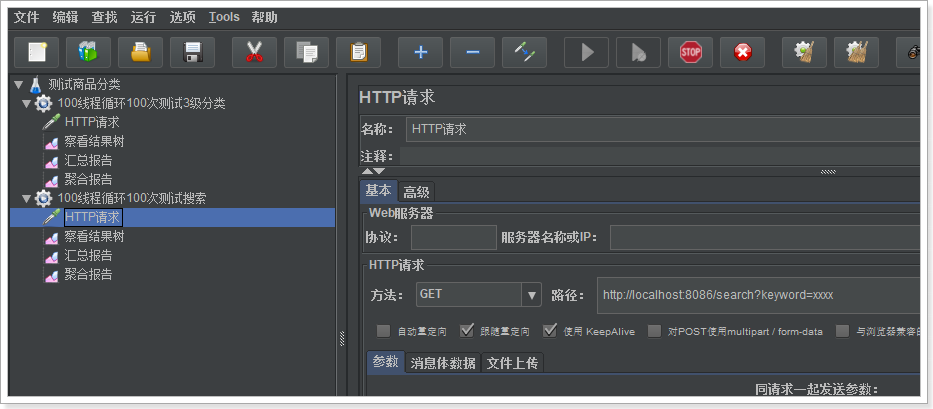 文件 编辑 查找 运行 选项 Tools 帮助
STOP
测试商品分类
100线程循环100次测试3级分类
HTTP请求
察看结果树
汇总报告
聚合报告
100线程循环100次测试搜索
HTTP请求
察看结果树
汇总报告
聚合报告
HTTP请求
名称： HTTP请求
注释：
基本 高级
Web服务器
协议： 服务器名称或IP：
HTTP请求
方法： GET 路径： http://localhost:8086/search?keyword=xxxx
自动重定向 跟随重定向 使用 KeepAlive 对POST使用multipart / form-data 与浏览器兼容的
参数 消息体数据 文件上传
同请求一起发送参数：